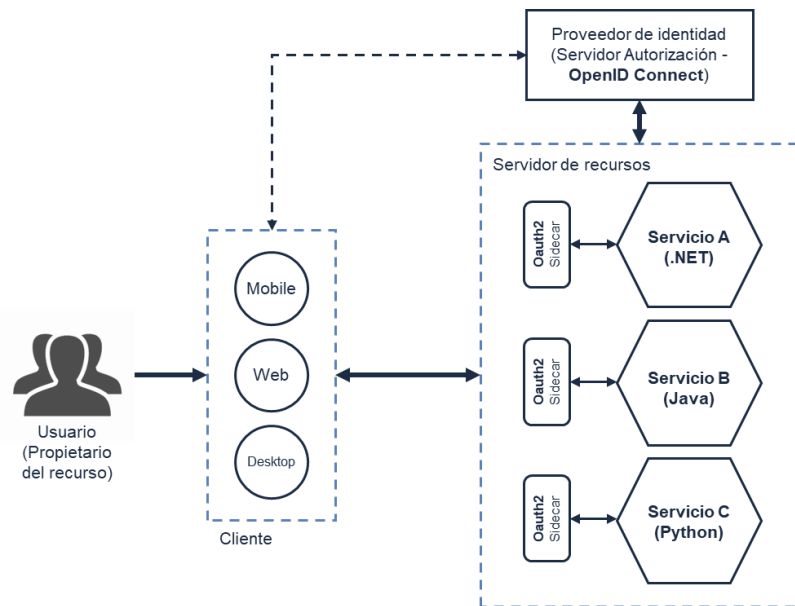 Proveedor de identidad
(Servidor Autorización -
OpenID Connect)
Servidor de recursos
Oauth2
Sidecar
Servicio A
(.NET)
Mobile
Web
Desktop
Cliente
Usuario
(Propietario
del recurso)
Oauth2
Sidecar
Servicio B
(Java)
Oauth2
Sidecar
Servicio C
(Python)